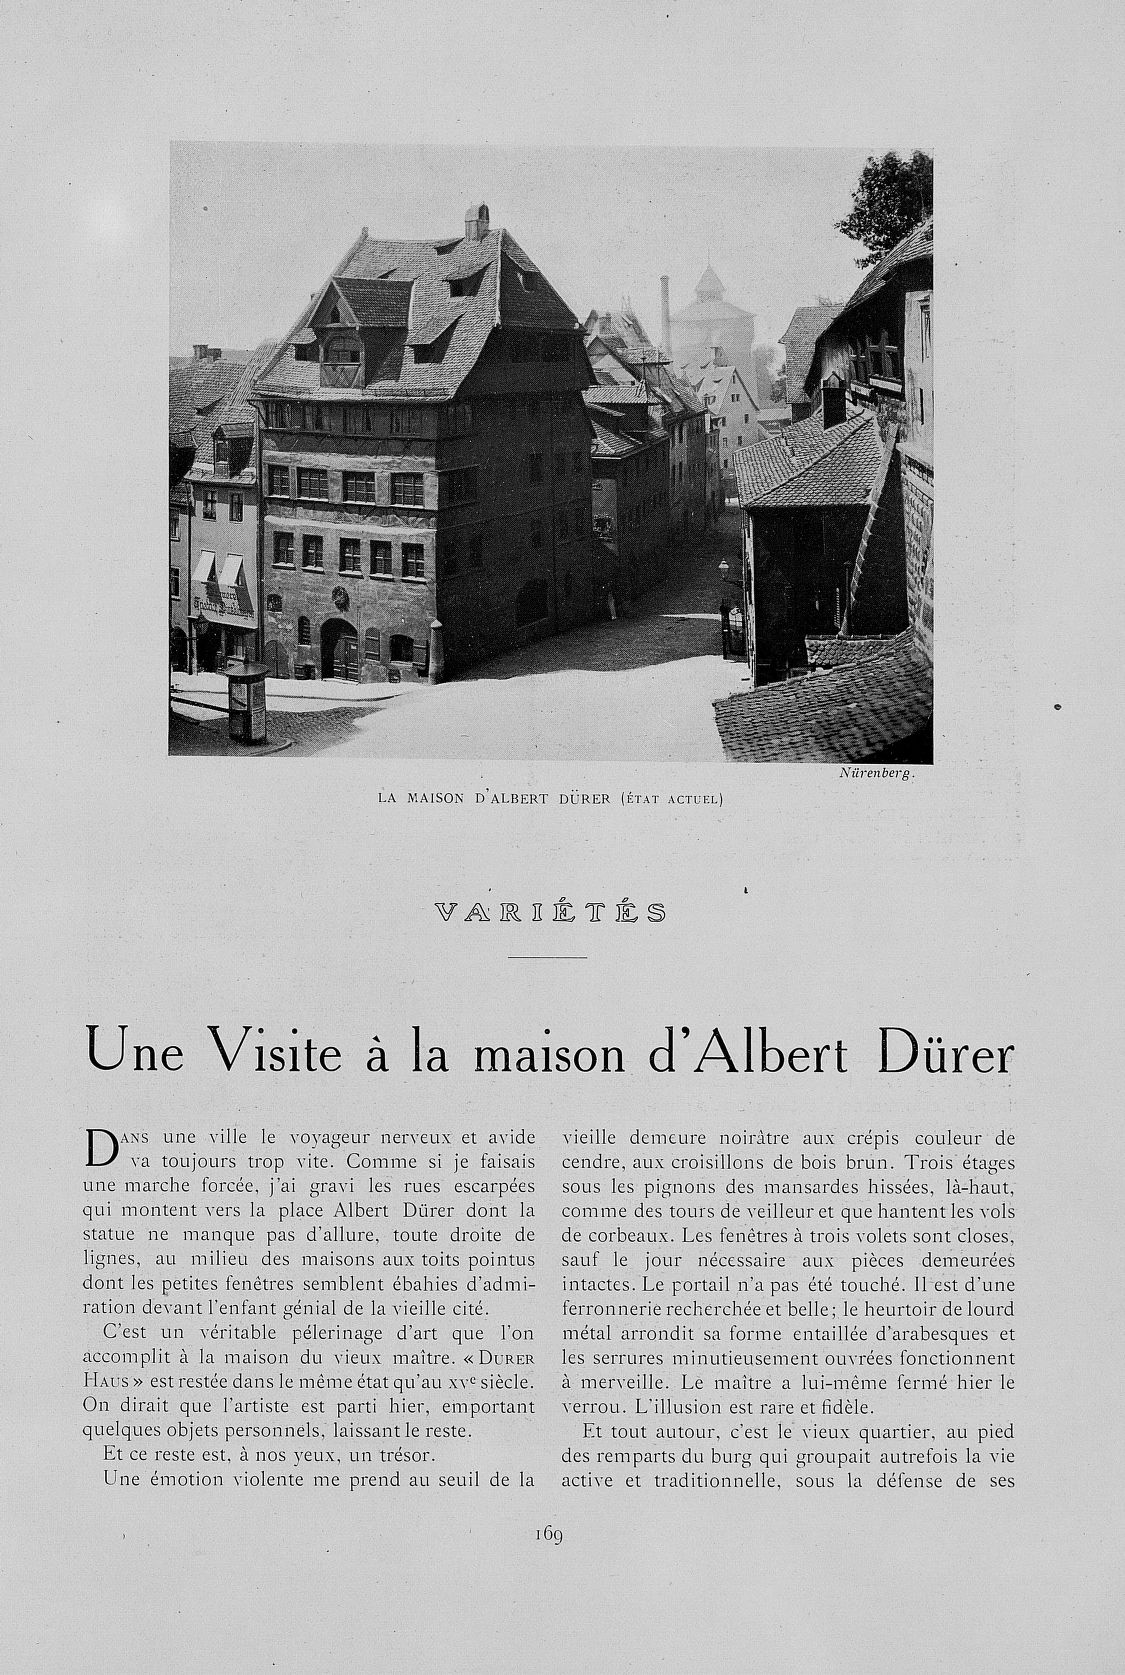 Nürenberg.
LA MAISON D'ALBERT DÜRER (ÉTAT ACTUEL)
VARIÉTÉS
Une Visite à la maison d'Albert Dürer
DANS une ville le voyageur nerveux et avide
va toujours trop vite. Comme si je faisais
une marche forcée, j'ai gravi les rues escarpées
qui montent vers la place Albert Dürer dont la
statue ne manque pas d'allure, toute droite de
lignes, au milieu des maisons aux toits pointus
dont les petites fenêtres semblent ébahies d'admi-
ration devant l'enfant génial de la vieille cité.
C'est un véritable pélerinage d'art que l'on
accomplit à la maison du vieux maître. « DURER
HAUS » est restée dans le même état qu'au XVe siècle.
On dirait que l'artiste est parti hier, emportant
quelques objets personnels, laissant le reste.
Et ce reste est, à nos yeux, un trésor.
Une émotion violente me prend au seuil de la
vieille demeure noirâtre aux crépis couleur de
cendre, aux croisillons de bois brun. Trois étages
sous les pignons des mansardes hissées, là-haut,
comme des tours de veilleur et que hantent les vols
de corbeaux. Les fenêtres à trois volets sont closes,
sauf le jour nécessaire aux pièces demeurées
intactes. Le portail n'a pas été touché. Il est d'une
ferronnerie recherchée et belle; le heurtoir de lourd
métal arrondit sa forme entaillée d'arabesques et
les serrures minutieusement ouvrées fonctionnent
à merveille. Le maître a lui-même fermé hier le
verrou. L'illusion est rare et fidèle.
Et tout autour, c'est le vieux quartier, au pied
des remparts du burg qui groupait autrefois la vie
active et traditionnelle, sous la défense de ses
169